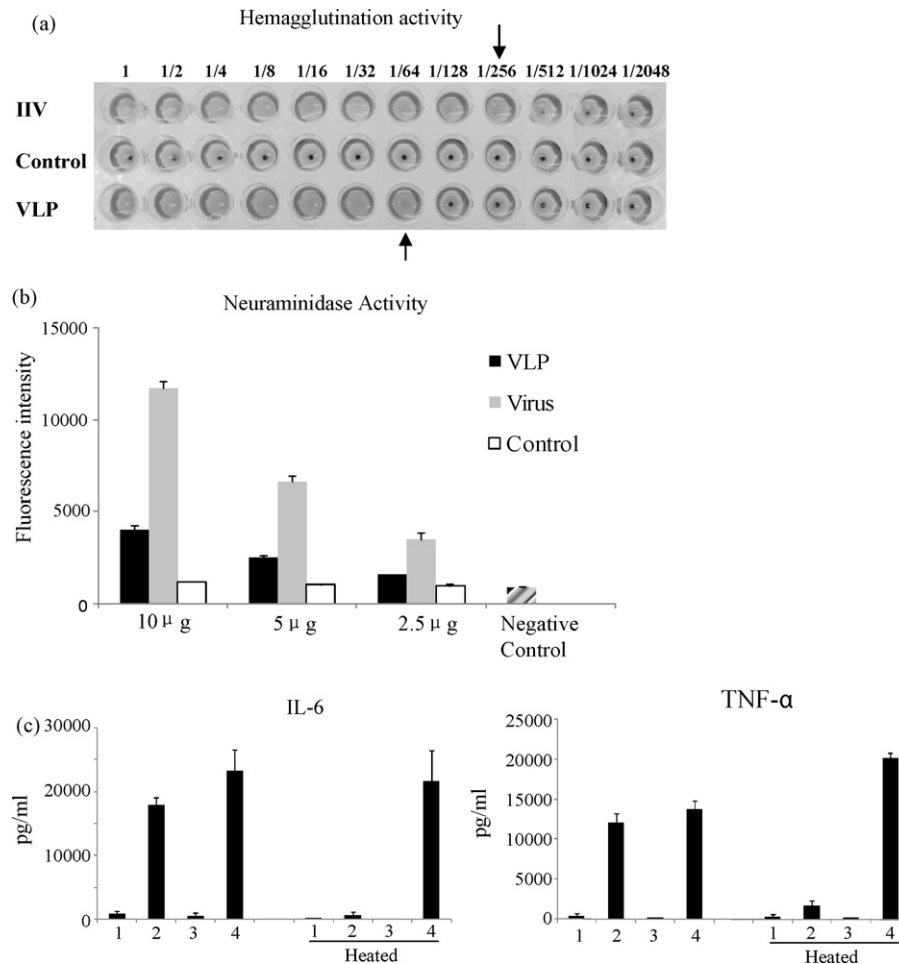 (a)
Hemagglutination activity
1 1/2 1/4 1/8 1/16 1/32 1/64 1/128 1/256 1/512 1/1024 1/2048
IIV
Control
VLP
(b)
Neuraminidase Activity
Fluorescence intensity
15000
10000
5000
0
VLP
Virus
Control
10 μ g
5 μ g
2.5 μ g
Negative
Control
(c)
IL-6
pg/ml
30000
20000
10000
0
1 2 3 4 1 2 3 4
Heated
TNF-α
pg/ml
25000
20000
15000
10000
5000
0
1 2 3 4 1 2 3 4
Heated